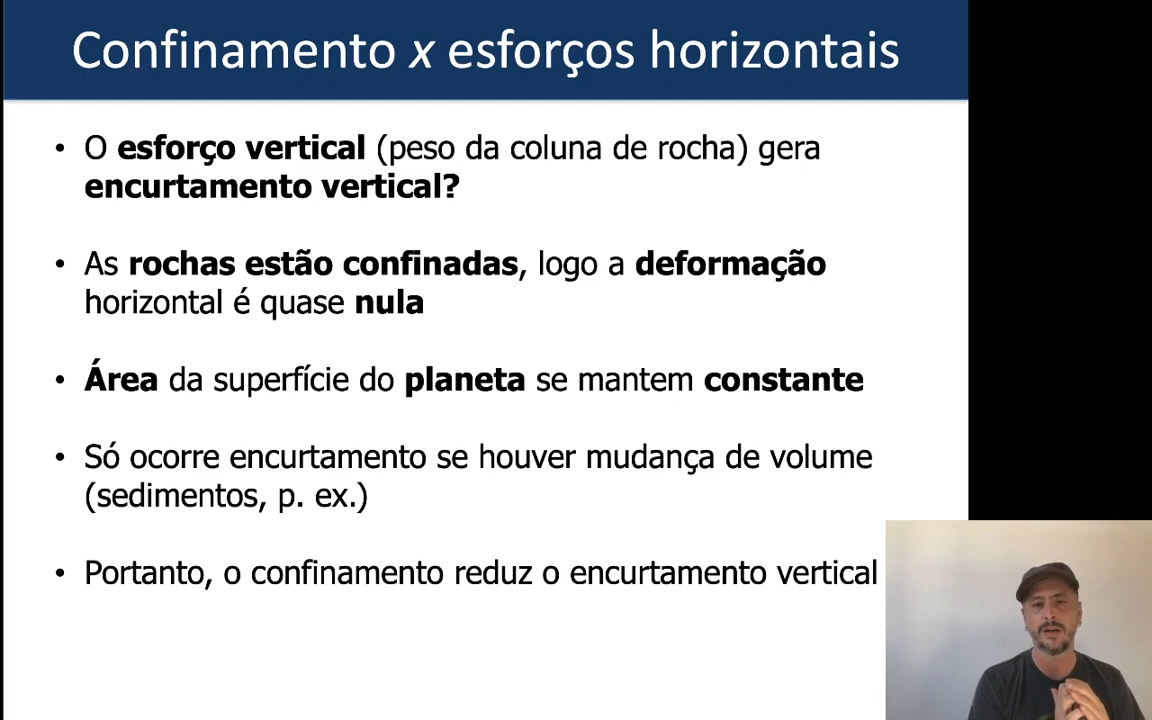 Confinamento x esforços horizontais
• O esforço vertical (peso da coluna de rocha) gera
encurtamento vertical?
• As rochas estão confinadas, logo a deformação
horizontal é quase nula
• Área da superfície do planeta se mantem constante
• Só ocorre encurtamento se houver mudança de volume
(sedimentos, p. ex.)
• Portanto, o confinamento reduz o encurtamento vertical